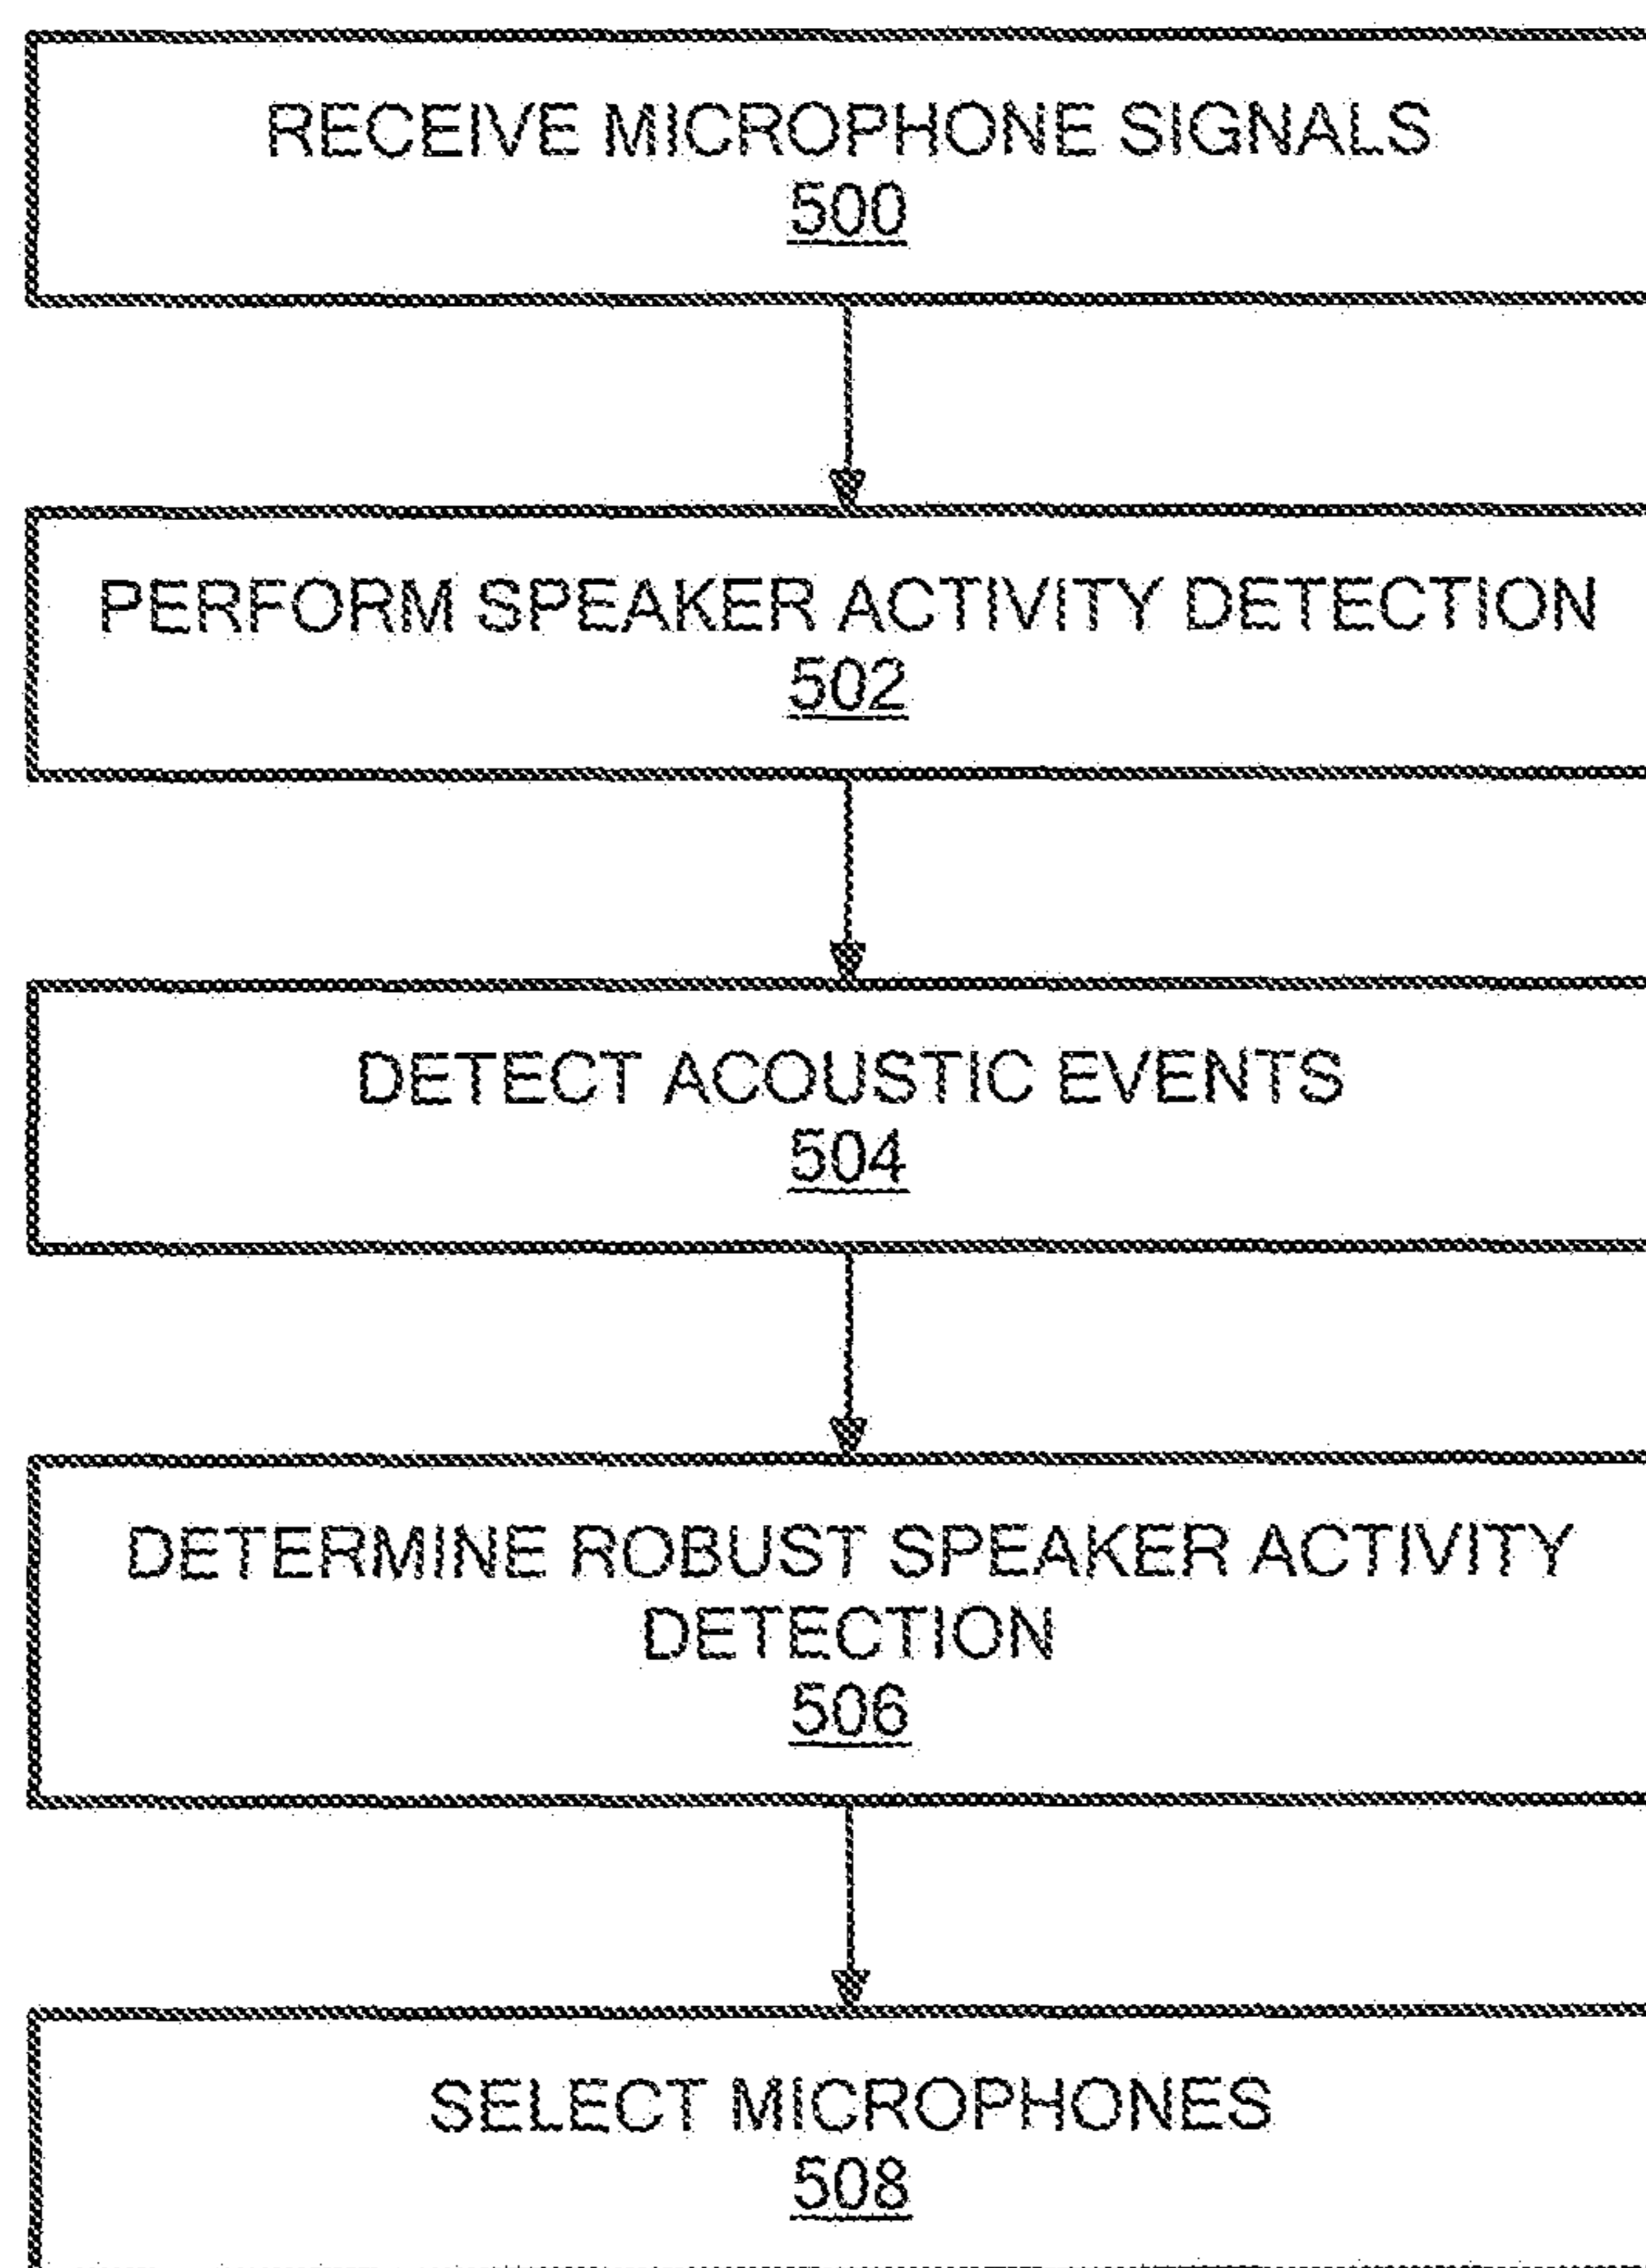 RECEIVE MICROPHONE SIGNALS
500
PERFORM SPEAKER ACTIVITY DETECTION
502
DETECT ACOUSTIC EVENTS
504
DETERMINE ROBUST SPEAKER ACTIVITY
DETECTION
506
SELECT MICROPHONES
508